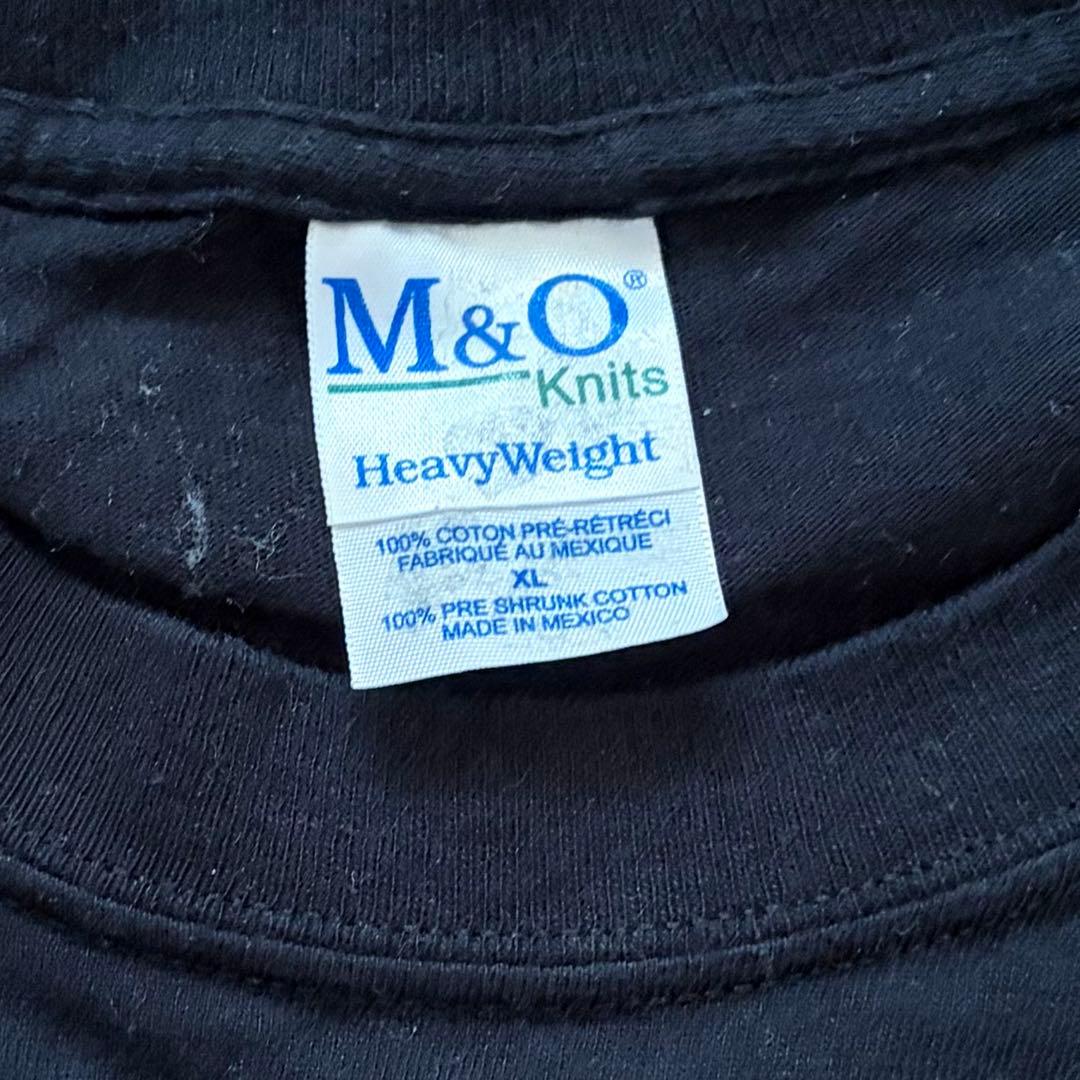 M&O®
Knits
HeavyWeight
100% COTON PRÉ-RÉTRÉCI
FABRIQUÉ AU MEXIQUE
XL
100% PRE SHRUNK COTTON
MADE IN MEXICO